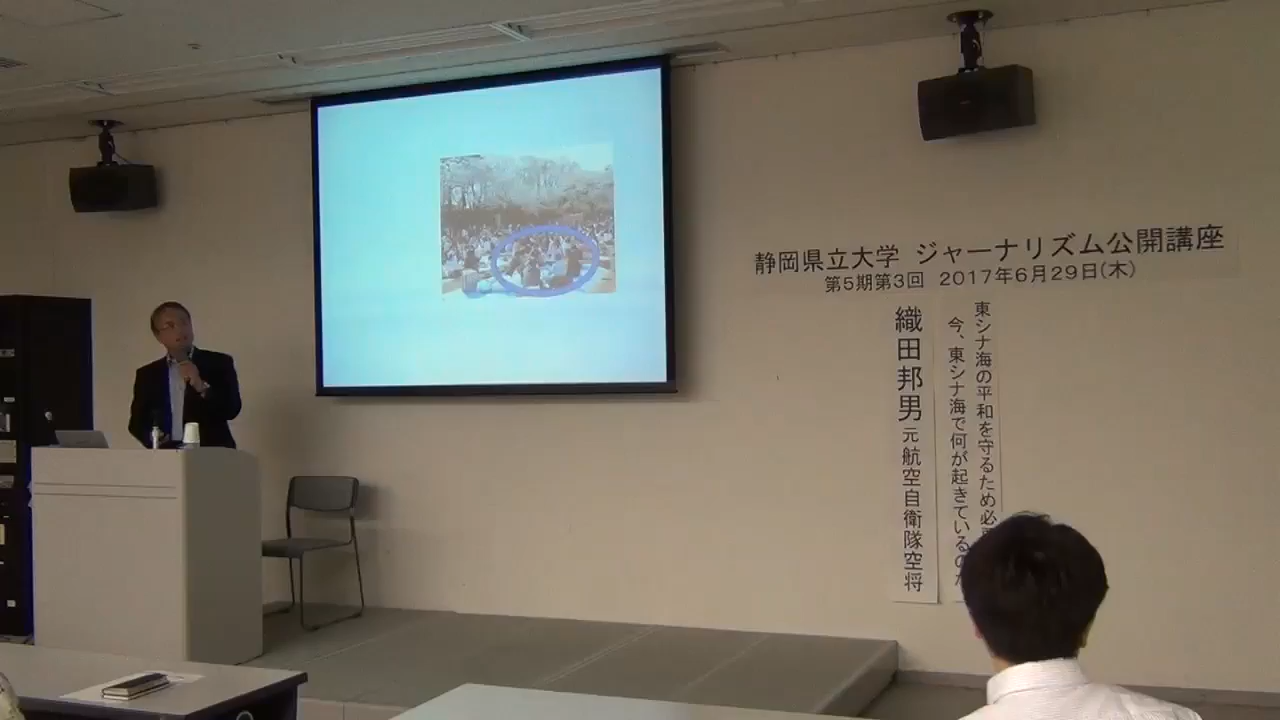 静岡県立大学 ジャーナリズム公開講座
第5期第3回 2017年6月29日(木)
東シナ海の平和を守るため必
今、東シナ海で何が起きているのか
織田邦男 元航空自衛隊空将